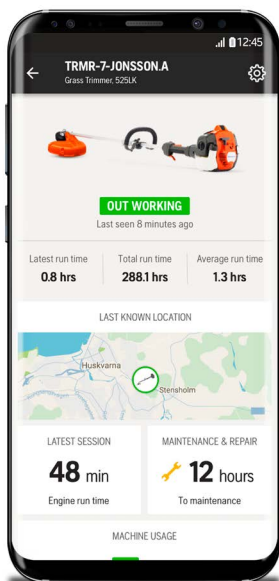 12:45
TRMR-7-JONSSON.A
Grass Trimmer, 525LK
OUT WORKING
Last seen 8 minutes ago
Latest run time
Total run time
Average run time
0.8 hrs
288.1 hrs
1.3 hrs
LAST KNOWN LOCATION
Huskvarna
Stensholm
LATEST SESSION
48 min
Engine run time
MAINTENANCE & REPAIR
12 hours
To maintenance
MACHINE USAGE